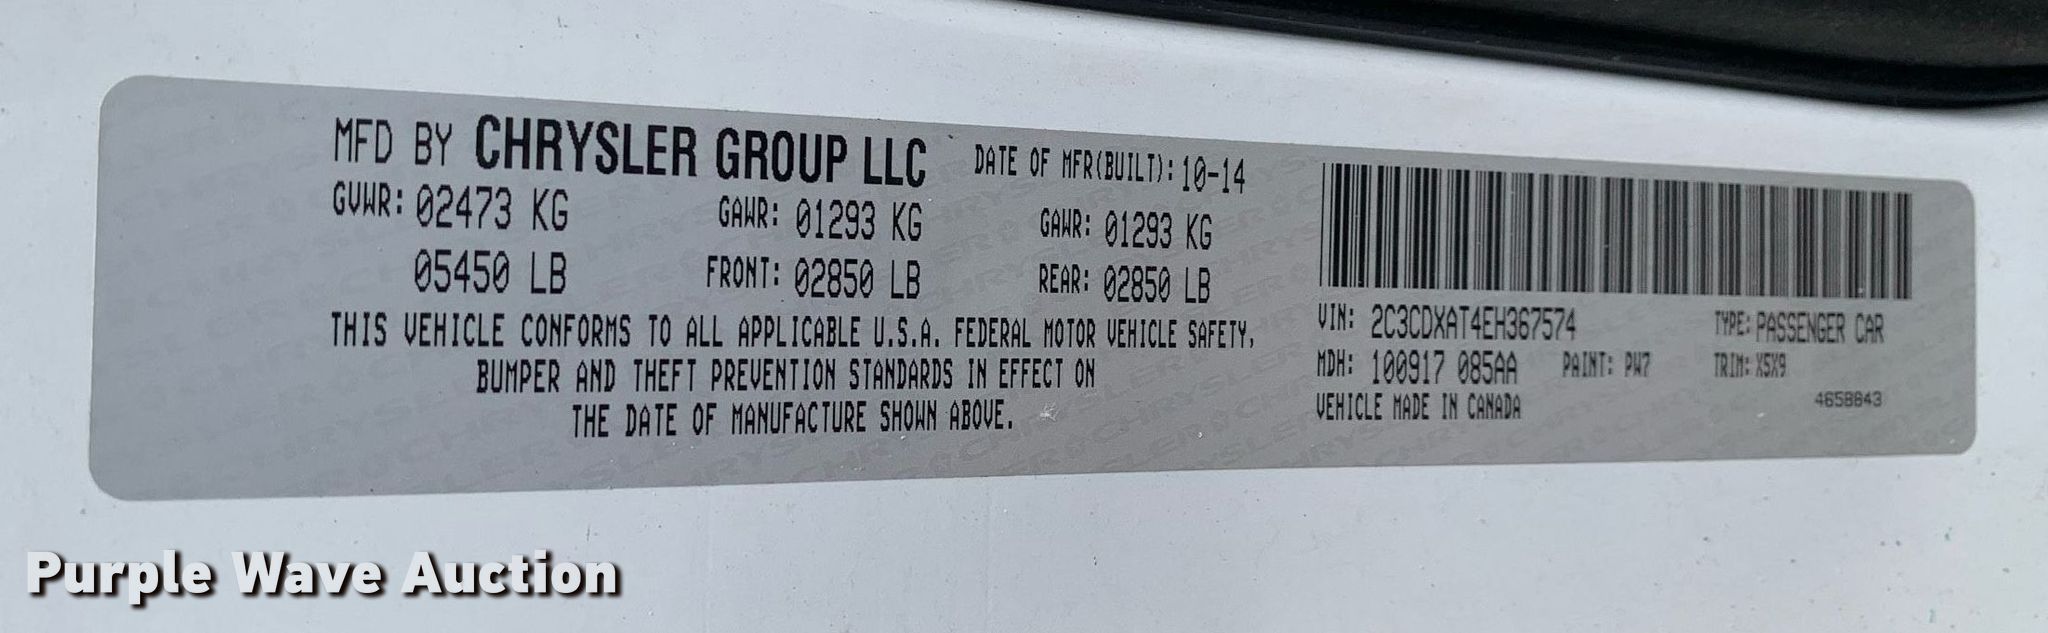 MFD BY CHRYSLER GROUP LLC DATE OF MFR(BUILT): 10-14
GVWR: 02473 KG GAWR: 01293 KG GAWR: 01293 KG
05450 LB FRONT: 02850 LB REAR: 02850 LB
THIS VEHICLE CONFORMS TO ALL APPLICABLE U.S.A. FEDERAL MOTOR VEHICLE SAFETY,
BUMPER AND THEFT PREVENTION STANDARDS IN EFFECT ON
THE DATE OF MANUFACTURE SHOWN ABOVE.
VIN: 2C3CDXAT4EH367574 TYPE: PASSENGER CAR
MDH: 100917 085AA PAINT: PW7 TRIM: X5X9
VEHICLE MADE IN CANADA 4658843
Purple Wave Auction